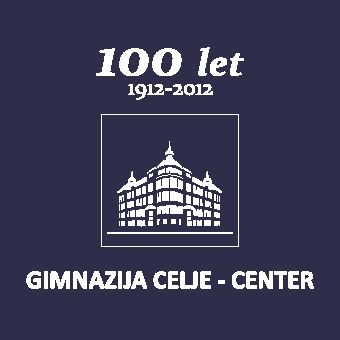 100 let
1912-2012
GIMNAZIJA CELJE - CENTER